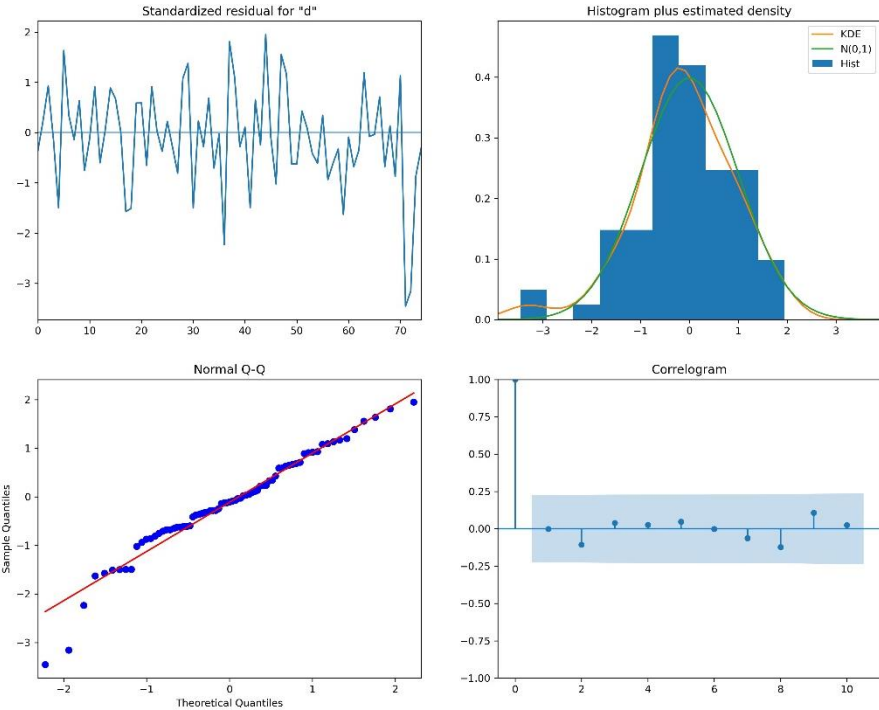 Standardized residual for "d"
2
1
0
−1
−2
−3
0 10 20 30 40 50 60 70
Histogram plus estimated density
KDE
N(0,1)
Hist
0.4
0.3
0.2
0.1
0.0
−3 −2 −1 0 1 2 3
Normal Q-Q
Sample Quantiles
2
1
0
−1
−2
−3
−2 −1 0 1 2
Theoretical Quantiles
Correlogram
1.00
0.75
0.50
0.25
0.00
−0.25
−0.50
−0.75
−1.00
0 2 4 6 8 10